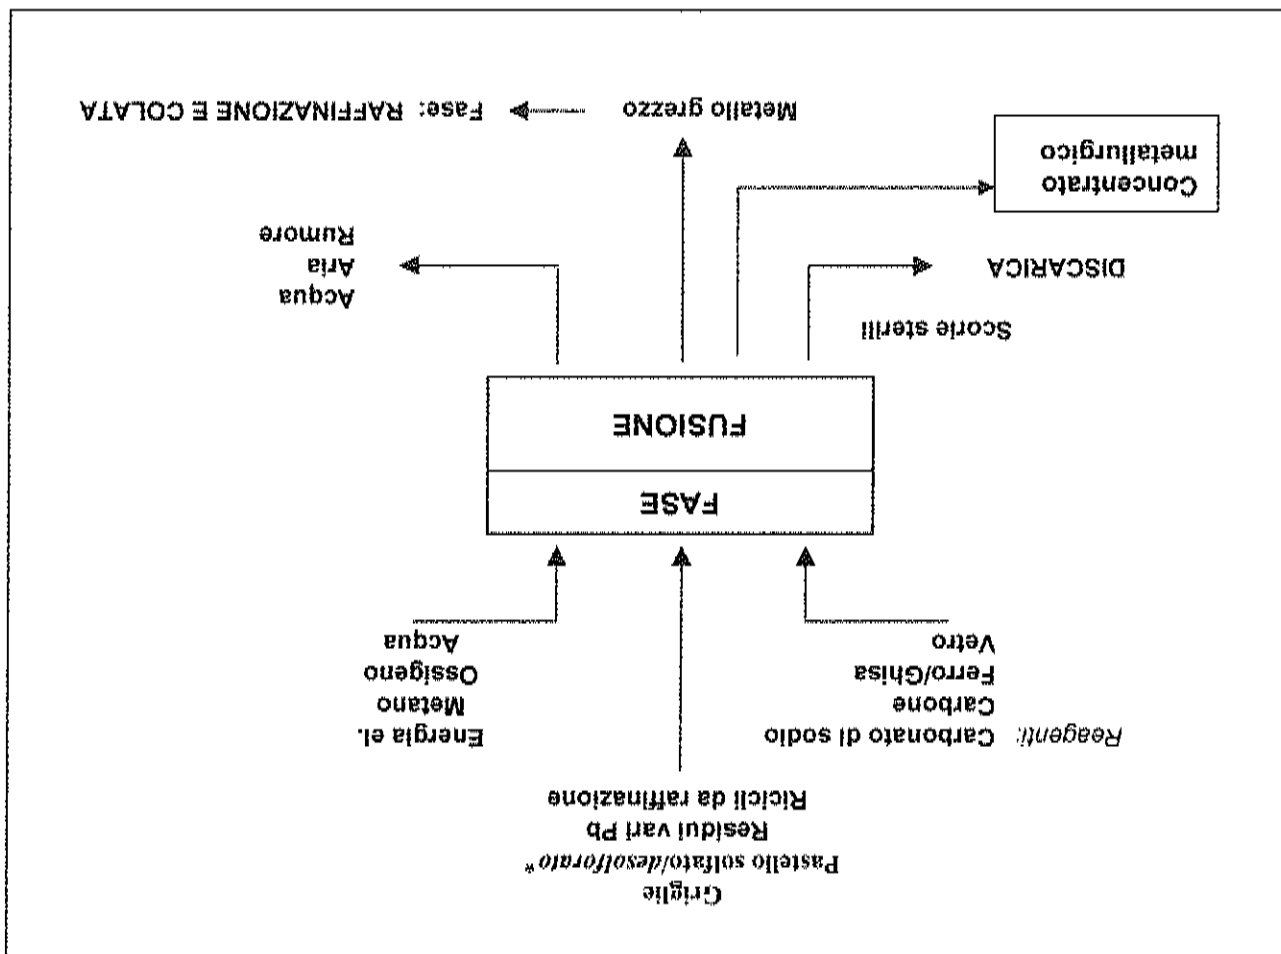 Griglie
Pastello solfato/desolforato*
Residui vari Pb
Ricicli da raffinazione
Reagenti: Carbonato di sodio
Carbone
Ferro/Ghisa
Vetro
Energia el.
Metano
Ossigeno
Acqua
FASE
FUSIONE
Scorie sterili
DISCARICA
Concentrato
metallurgico
Acqua
Aria
Rumore
Metallo grezzo
Fase: RAFFINAZIONE E COLATA